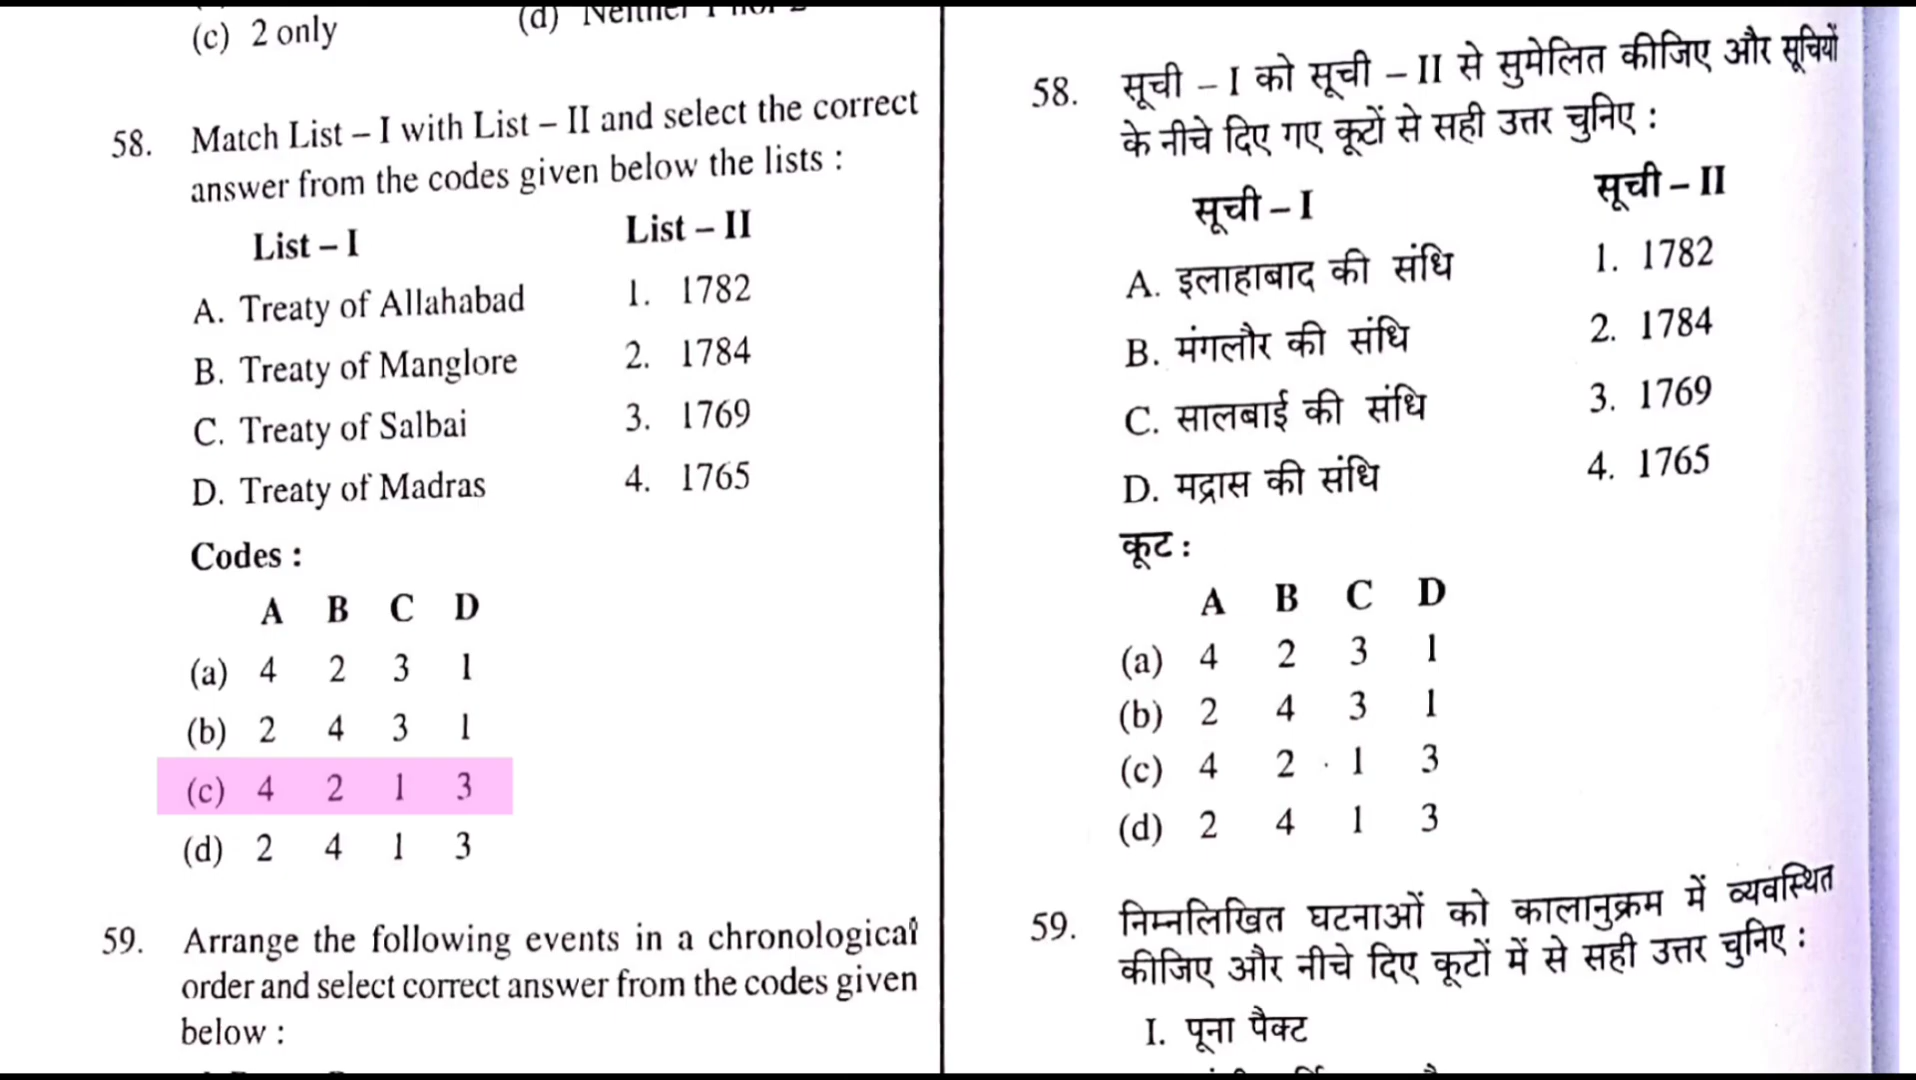 (c) 2 only
58. Match List – I with List – II and select the correct
answer from the codes given below the lists :
List – I List – II
A. Treaty of Allahabad 1. 1782
B. Treaty of Manglore 2. 1784
C. Treaty of Salbai 3. 1769
D. Treaty of Madras 4. 1765
Codes :
A B C D
(a) 4 2 3 1
(b) 2 4 3 1
(c) 4 2 1 3
(d) 2 4 1 3
59. Arrange the following events in a chronological
order and select correct answer from the codes given
below :
58. सूची – I को सूची – II से सुमेलित कीजिए और सूचियों
के नीचे दिए गए कूटों से सही उत्तर चुनिए :
सूची – I सूची – II
A. इलाहाबाद की संधि 1. 1782
B. मंगलौर की संधि 2. 1784
C. सालबाई की संधि 3. 1769
D. मद्रास की संधि 4. 1765
कूट :
A B C D
(a) 4 2 3 1
(b) 2 4 3 1
(c) 4 2 1 3
(d) 2 4 1 3
59. निम्नलिखित घटनाओं को कालानुक्रम में व्यवस्थित
कीजिए और नीचे दिए कूटों में से सही उत्तर चुनिए :
I. पूना पैक्ट